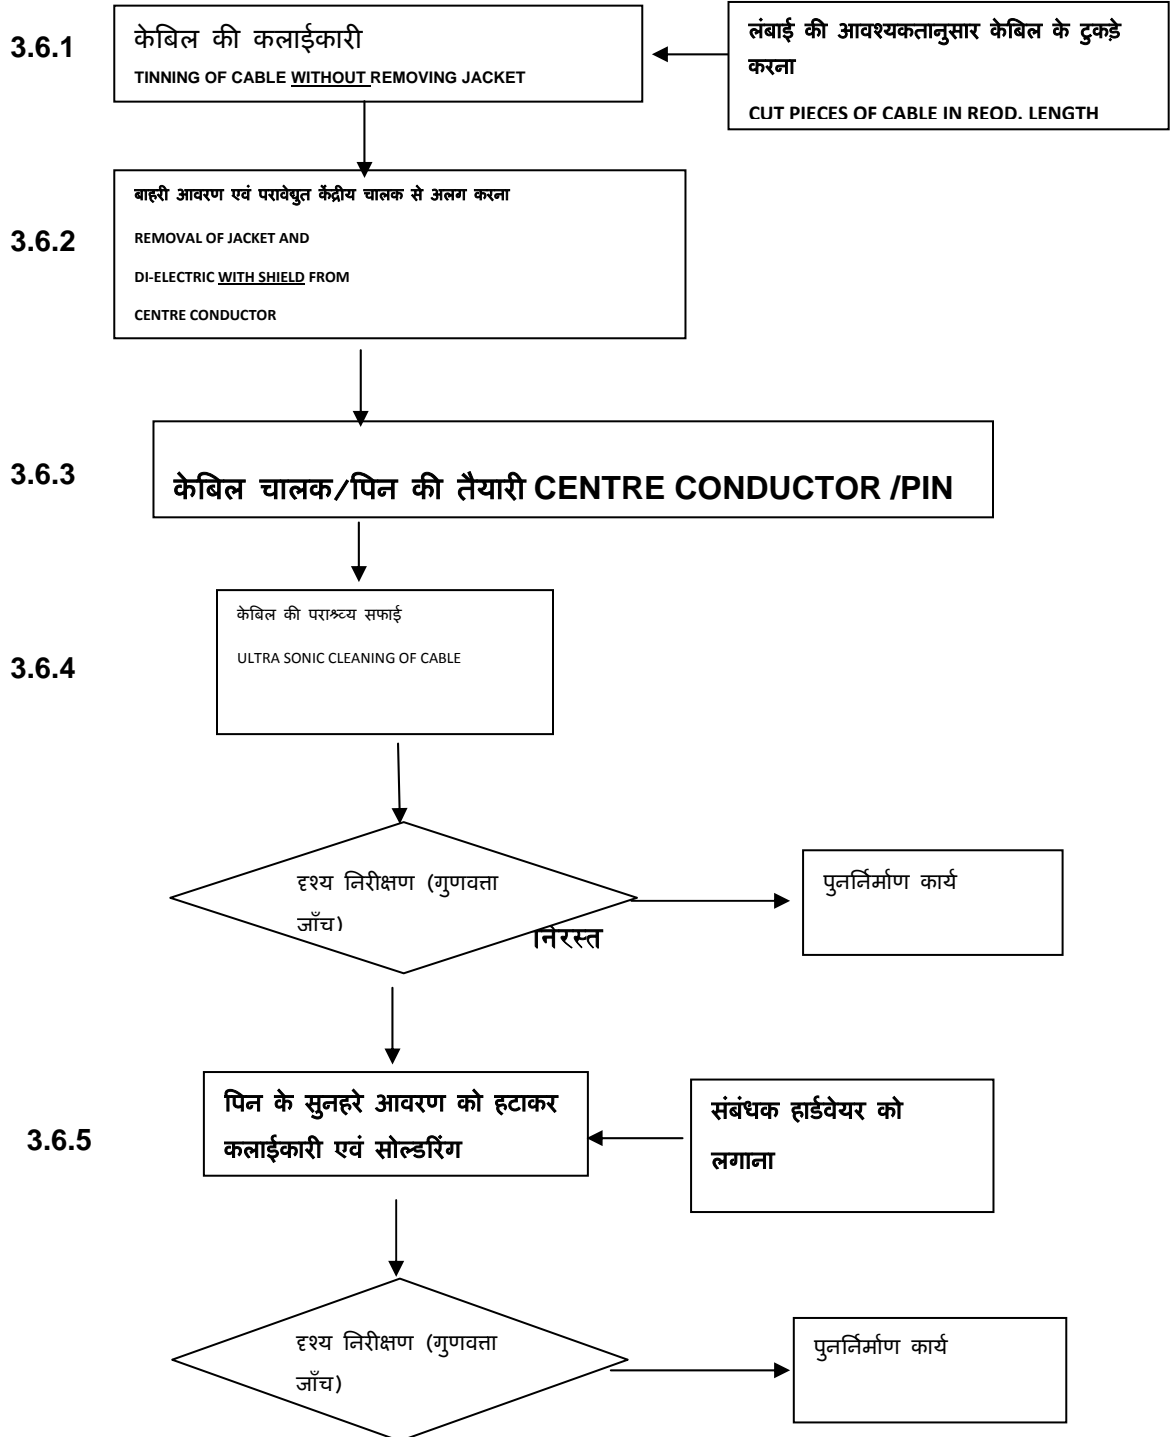 3.6.1
केबिल की कलाईकारी
TINNING OF CABLE WITHOUT REMOVING JACKET
लंबाई की आवश्यकतानुसार केबिल के टुकड़े
करना
CUT PIECES OF CABLE IN REQD. LENGTH
3.6.2
बाहरी आवरण एवं परावेद्युत केंद्रीय चालक से अलग करना
REMOVAL OF JACKET AND
DI-ELECTRIC WITH SHIELD FROM
CENTRE CONDUCTOR
3.6.3
केबिल चालक/पिन की तैयारी CENTRE CONDUCTOR /PIN
3.6.4
केबिल की पराश्र्व्य सफाई
ULTRA SONIC CLEANING OF CABLE
दृश्य निरीक्षण (गुणवत्ता
जाँच)
निरस्त
पुनर्निर्माण कार्य
3.6.5
पिन के सुनहरे आवरण को हटाकर
कलाईकारी एवं सोल्डरिंग
संबंधक हार्डवेयर को
लगाना
दृश्य निरीक्षण (गुणवत्ता
जाँच)
पुनर्निर्माण कार्य